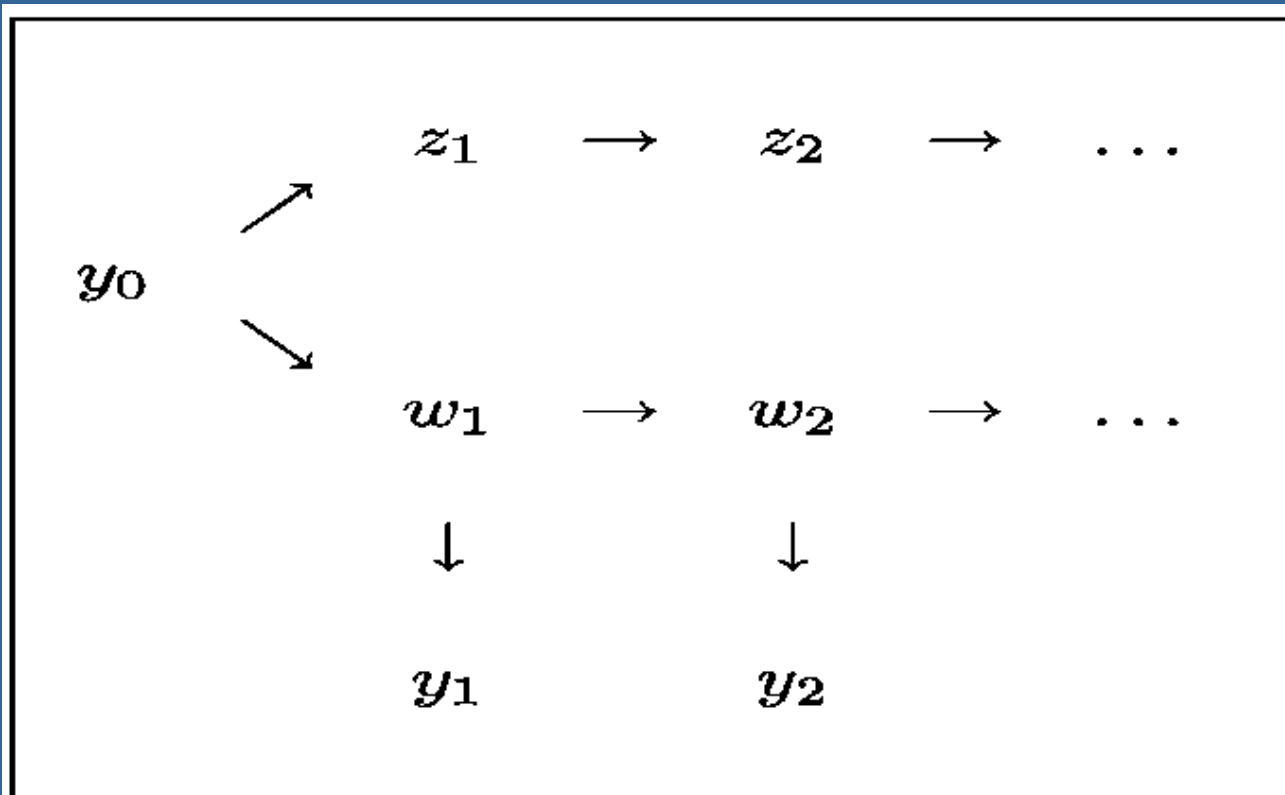 z₁ → z₂ → ...
↗
y₀
↘
w₁ → w₂ → ...
↓ ↓
y₁ y₂